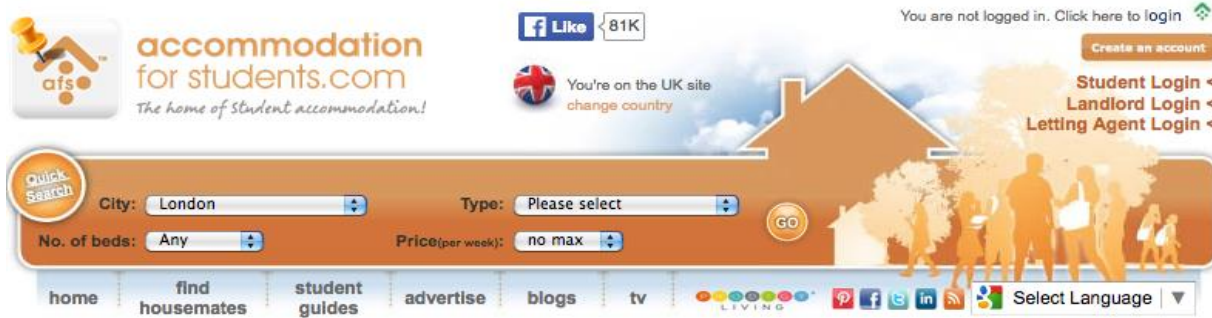 You are not logged in. Click here to login
Like 81K
Create an account
afs
TM
accommodation
for students.com
The home of Student accommodation!
You're on the UK site
change country
Student Login <
Landlord Login <
Letting Agent Login <
Quick
Search
City: London
Type: Please select
GO
No. of beds: Any
Price(per week): no max
home
find
housemates
student
guides
advertise
blogs
tv
LIVING
Select Language